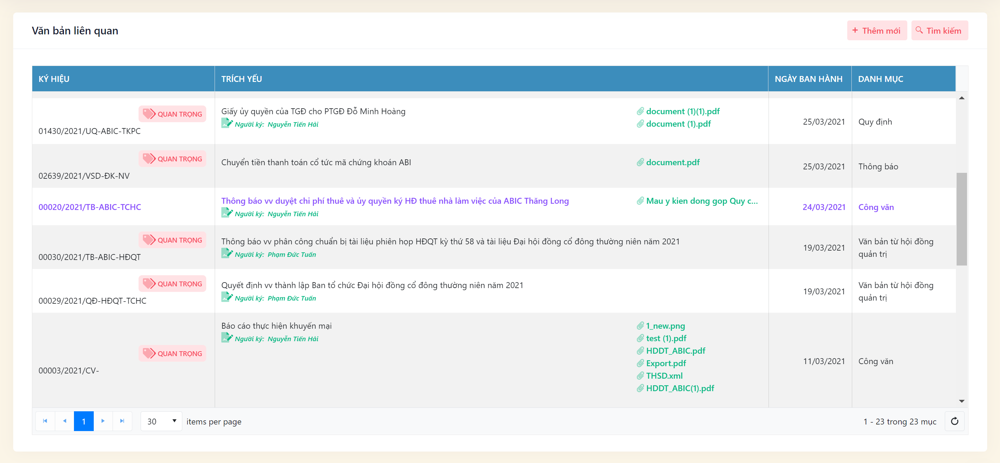 Văn bản liên quan
+ Thêm mới
Tìm kiếm
KÝ HIỆU
TRÍCH YẾU
NGÀY BAN HÀNH
DANH MỤC
QUAN TRỌNG
01430/2021/UQ-ABIC-TKPC
Giấy ủy quyền của TGĐ cho PTGĐ Đỗ Minh Hoàng
Người ký: Nguyễn Tiến Hải
document (1)(1).pdf
document (1).pdf
25/03/2021
Quy định
QUAN TRỌNG
02639/2021/VSD-ĐK-NV
Chuyển tiền thanh toán cổ tức mã chứng khoán ABI
document.pdf
25/03/2021
Thông báo
00020/2021/TB-ABIC-TCHC
Thông báo vv duyệt chi phí thuê và ủy quyền ký HĐ thuê nhà làm việc của ABIC Thăng Long
Người ký: Nguyễn Tiến Hải
Mau y kien dong gop Quy c...
24/03/2021
Công văn
QUAN TRỌNG
00030/2021/TB-ABIC-HĐQT
Thông báo vv phân công chuẩn bị tài liệu phiên họp HĐQT kỳ thứ 58 và tài liệu Đại hội đồng cổ đông thường niên năm 2021
Người ký: Phạm Đức Tuấn
19/03/2021
Văn bản từ hội đồng
quản trị
QUAN TRỌNG
00029/2021/QĐ-HĐQT-TCHC
Quyết định vv thành lập Ban tổ chức Đại hội đồng cổ đông thường niên năm 2021
Người ký: Phạm Đức Tuấn
19/03/2021
Văn bản từ hội đồng
quản trị
QUAN TRỌNG
00003/2021/CV-
Báo cáo thực hiện khuyến mại
Người ký: Nguyễn Tiến Hải
1_new.png
test (1).pdf
HDDT_ABIC.pdf
Export.pdf
THSD.xml
HDDT_ABIC(1).pdf
11/03/2021
Công văn
1
30
items per page
1 - 23 trong 23 mục